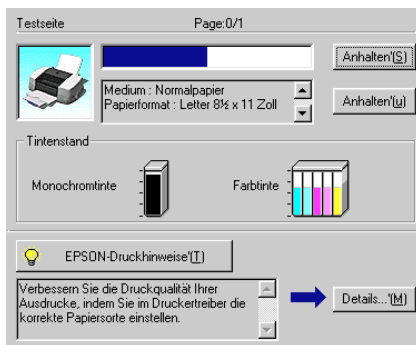 Testseite Page:0/1
Anhalten'(S)
Medium : Normalpapier
Papierformat : Letter 8½ x 11 Zoll
Anhalten'(u)
Tintenstand
Monochromtinte Farbtinte
EPSON-Druckhinweise'(T)
Verbessern Sie die Druckqualität Ihrer
Ausdrucke, indem Sie im Druckertreiber die
korrekte Papiersorte einstellen.
Details...'(M)